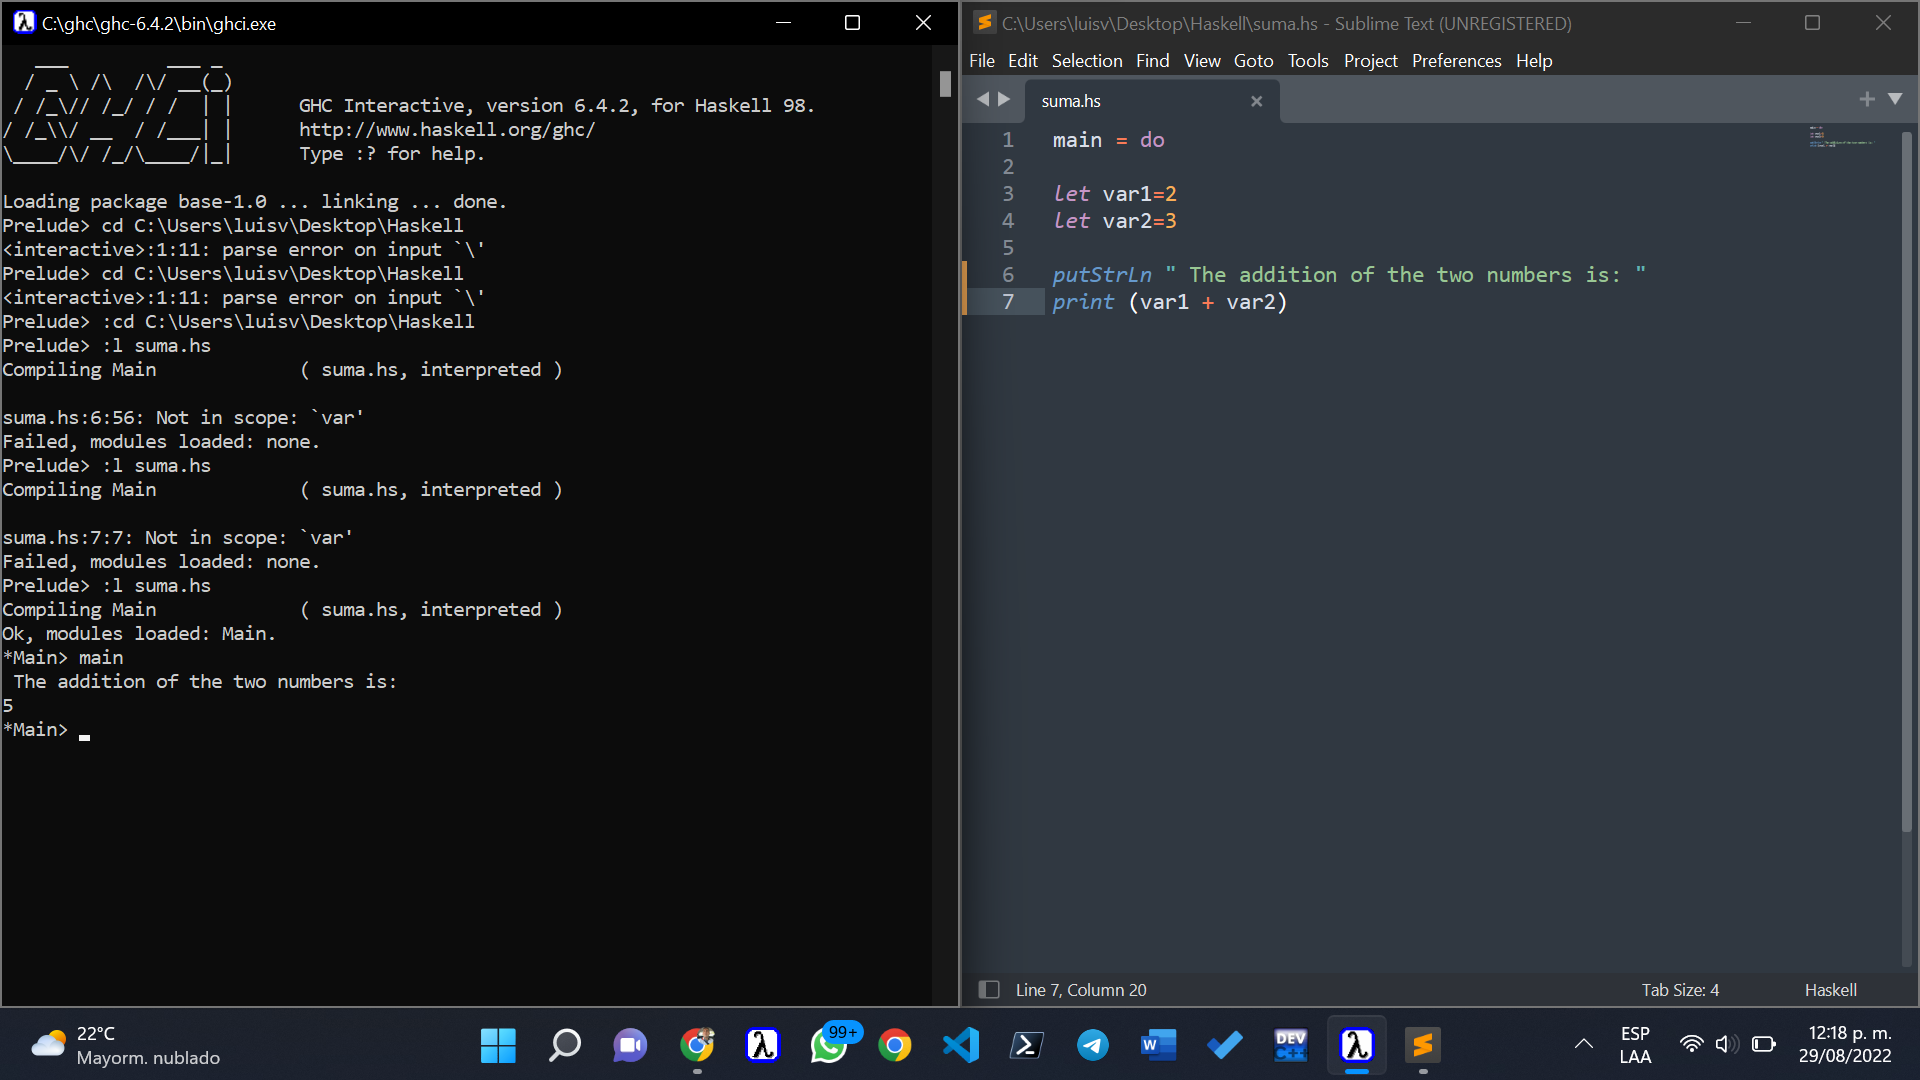 C:\ghc\ghc-6.4.2\bin\ghci.exe
   ___         ___ _
  / _ \ /\  /\/ __(_)
 / /_\// /_/ / /  | |      GHC Interactive, version 6.4.2, for Haskell 98.
/ /_\\/ __  / /___| |      http://www.haskell.org/ghc/
\____/\/ /_/\____/|_|      Type :? for help.
Loading package base-1.0 ... linking ... done.
Prelude> cd C:\Users\luisv\Desktop\Haskell
<interactive>:1:11: parse error on input `\'
Prelude> cd C:\Users\luisv\Desktop\Haskell
<interactive>:1:11: parse error on input `\'
Prelude> :cd C:\Users\luisv\Desktop\Haskell
Prelude> :l suma.hs
Compiling Main             ( suma.hs, interpreted )
suma.hs:6:56: Not in scope: `var'
Failed, modules loaded: none.
Prelude> :l suma.hs
Compiling Main             ( suma.hs, interpreted )
suma.hs:7:7: Not in scope: `var'
Failed, modules loaded: none.
Prelude> :l suma.hs
Compiling Main             ( suma.hs, interpreted )
Ok, modules loaded: Main.
*Main> main
 The addition of the two numbers is:
5
*Main> _
C:\Users\luisv\Desktop\Haskell\suma.hs - Sublime Text (UNREGISTERED)
File Edit Selection Find View Goto Tools Project Preferences Help
suma.hs
1 main = do
2
3 let var1=2
4 let var2=3
5
6 putStrLn " The addition of the two numbers is: "
7 print (var1 + var2)
Line 7, Column 20
Tab Size: 4
Haskell
22°C
Mayorm. nublado
99+
W
DEV
C++
ESP
LAA
12:18 p. m.
29/08/2022